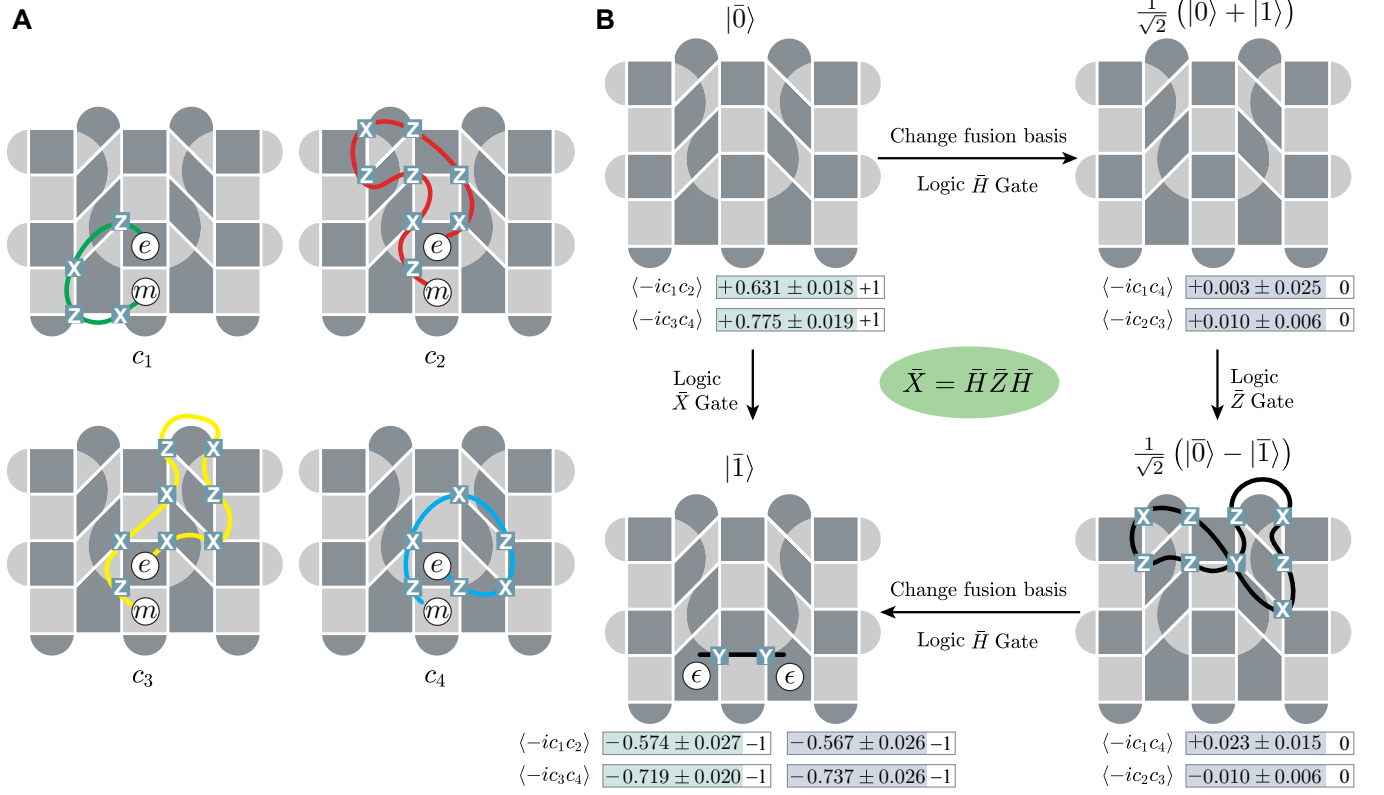 A
Z
e
X
m
Z
X
c₁
X
Z
Z
Z
Z
X
X
e
Z
m
c₂
Z
X
X
Z
X
X
X
e
Z
m
c₃
X
X
Z
e
Z
Z
X
m
c₄
B
|0̄⟩
1/√2 (|0⟩ + |1⟩)
Change fusion basis
Logic H̄ Gate
⟨−ic₁c₂⟩ +0.631 ± 0.018 +1
⟨−ic₃c₄⟩ +0.775 ± 0.019 +1
⟨−ic₁c₄⟩ +0.003 ± 0.025 0
⟨−ic₂c₃⟩ +0.010 ± 0.006 0
Logic
X̄ Gate
X̄ = H̄Z̄H̄
Logic
Z̄ Gate
|1̄⟩
1/√2 (|0̄⟩ − |1̄⟩)
X Z Z X
Z Z Y Z
X
Change fusion basis
Logic H̄ Gate
Y Y
ϵ ϵ
⟨−ic₁c₂⟩ −0.574 ± 0.027 −1 −0.567 ± 0.026 −1
⟨−ic₃c₄⟩ −0.719 ± 0.020 −1 −0.737 ± 0.026 −1
⟨−ic₁c₄⟩ +0.023 ± 0.015 0
⟨−ic₂c₃⟩ −0.010 ± 0.006 0